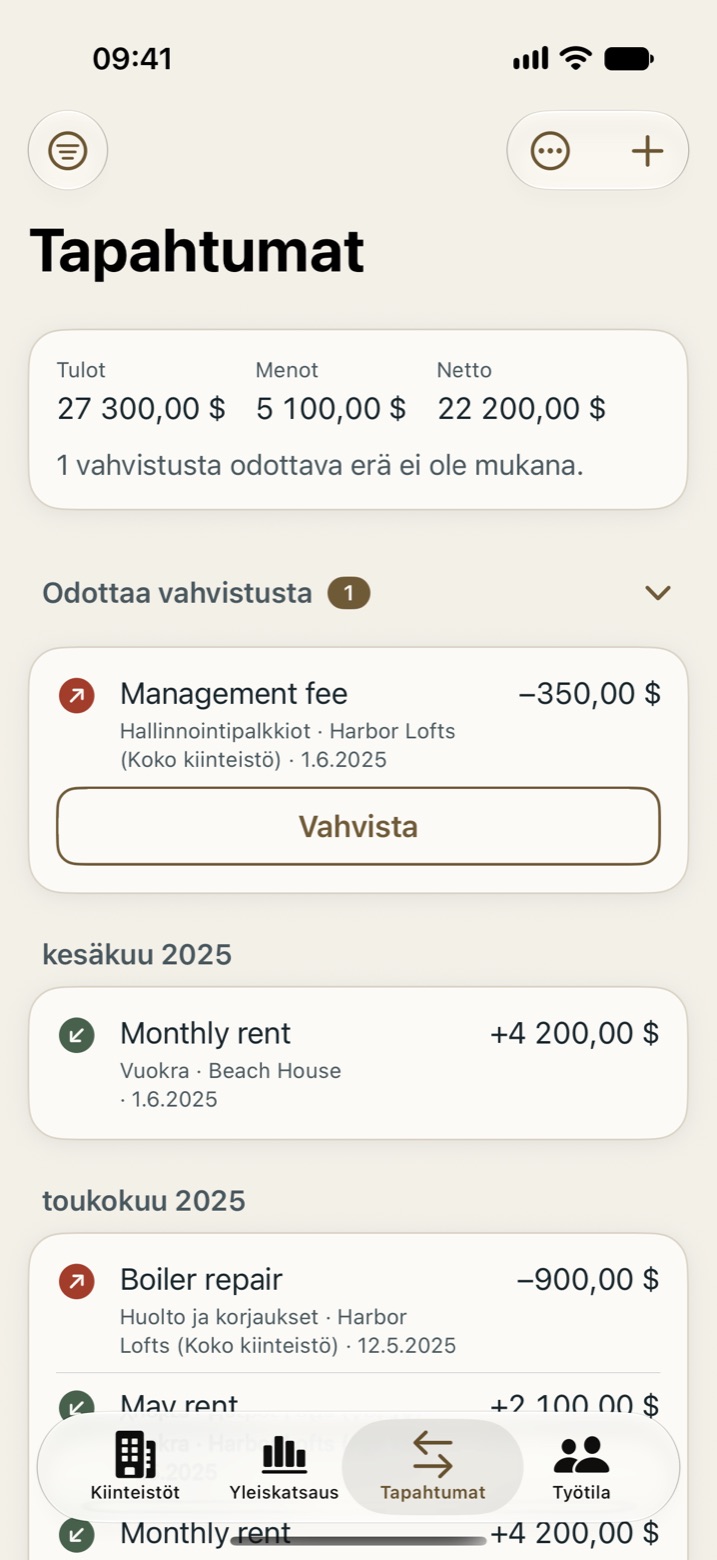 09:41
Tapahtumat
Tulot Menot Netto
27 300,00 $ 5 100,00 $ 22 200,00 $
1 vahvistusta odottava erä ei ole mukana.
Odottaa vahvistusta 1
Management fee −350,00 $
Hallinnointipalkkiot · Harbor Lofts
(Koko kiinteistö) · 1.6.2025
Vahvista
kesäkuu 2025
Monthly rent +4 200,00 $
Vuokra · Beach House
· 1.6.2025
toukokuu 2025
Boiler repair −900,00 $
Huolto ja korjaukset · Harbor
Lofts (Koko kiinteistö) · 12.5.2025
May rent +2 100,00 $
Kiinteistöt Yleiskatsaus Tapahtumat Työtila
Monthly rent +4 200,00 $